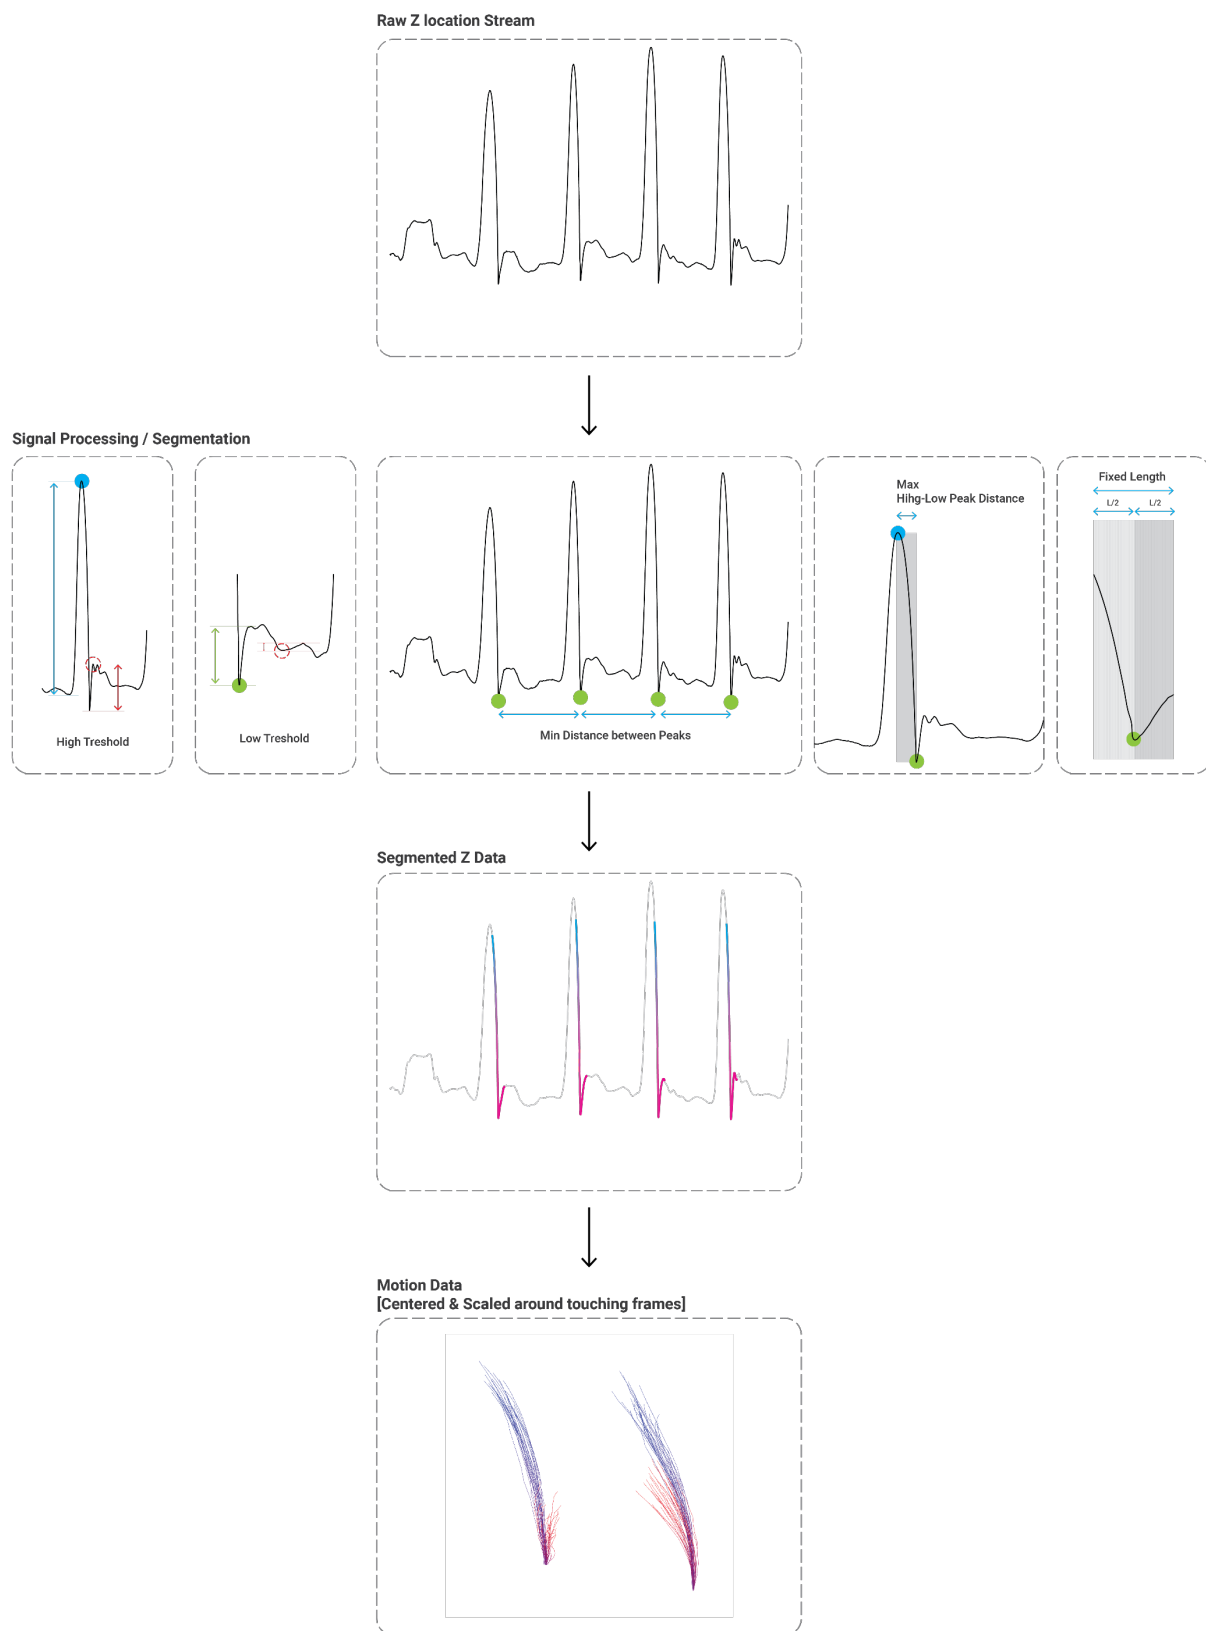 Raw Z location Stream
Signal Processing / Segmentation
High Treshold
Low Treshold
Min Distance between Peaks
Max
Hihg-Low Peak Distance
Fixed Length
L/2 L/2
Segmented Z Data
Motion Data
[Centered & Scaled around touching frames]